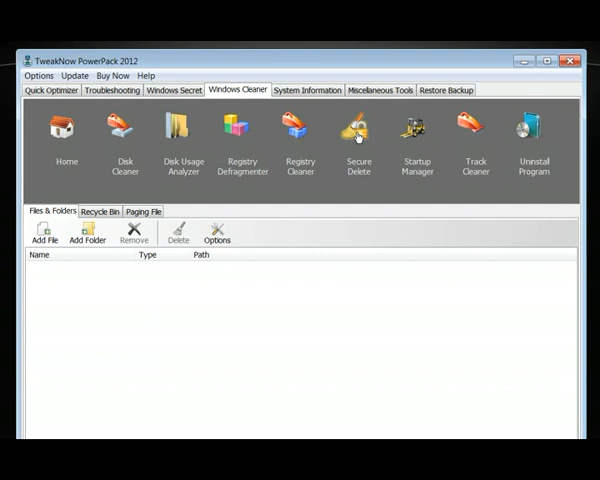 TweakNow PowerPack 2012
Options Update Buy Now Help
Quick Optimizer Troubleshooting Windows Secret Windows Cleaner System Information Miscellaneous Tools Restore Backup
Home Disk Cleaner Disk Usage Analyzer Registry Defragmenter Registry Cleaner Secure Delete Startup Manager Track Cleaner Uninstall Program
Files & Folders Recycle Bin Paging File
Add File Add Folder Remove Delete Options
Name Type Path